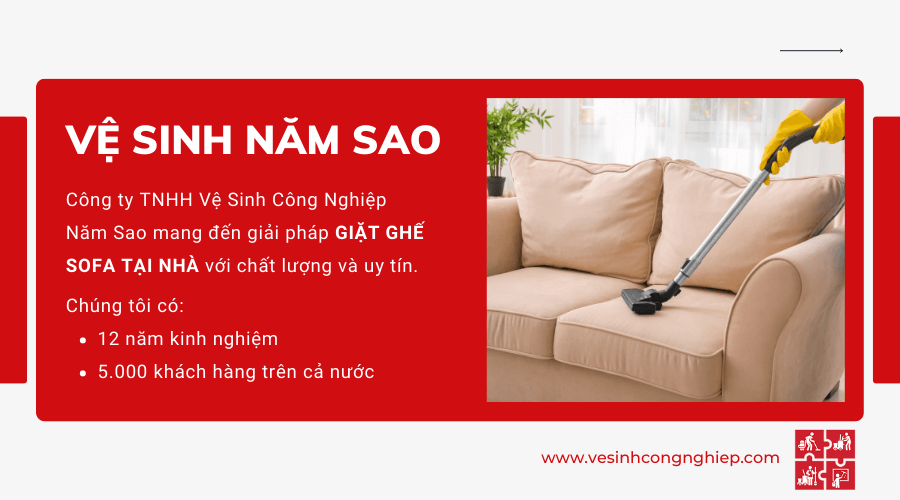 VỆ SINH NĂM SAO
Công ty TNHH Vệ Sinh Công Nghiệp
Năm Sao mang đến giải pháp GIẶT GHẾ
SOFA TẠI NHÀ với chất lượng và uy tín.
Chúng tôi có:
• 12 năm kinh nghiệm
• 5.000 khách hàng trên cả nước
www.vesinhcongnghiep.com